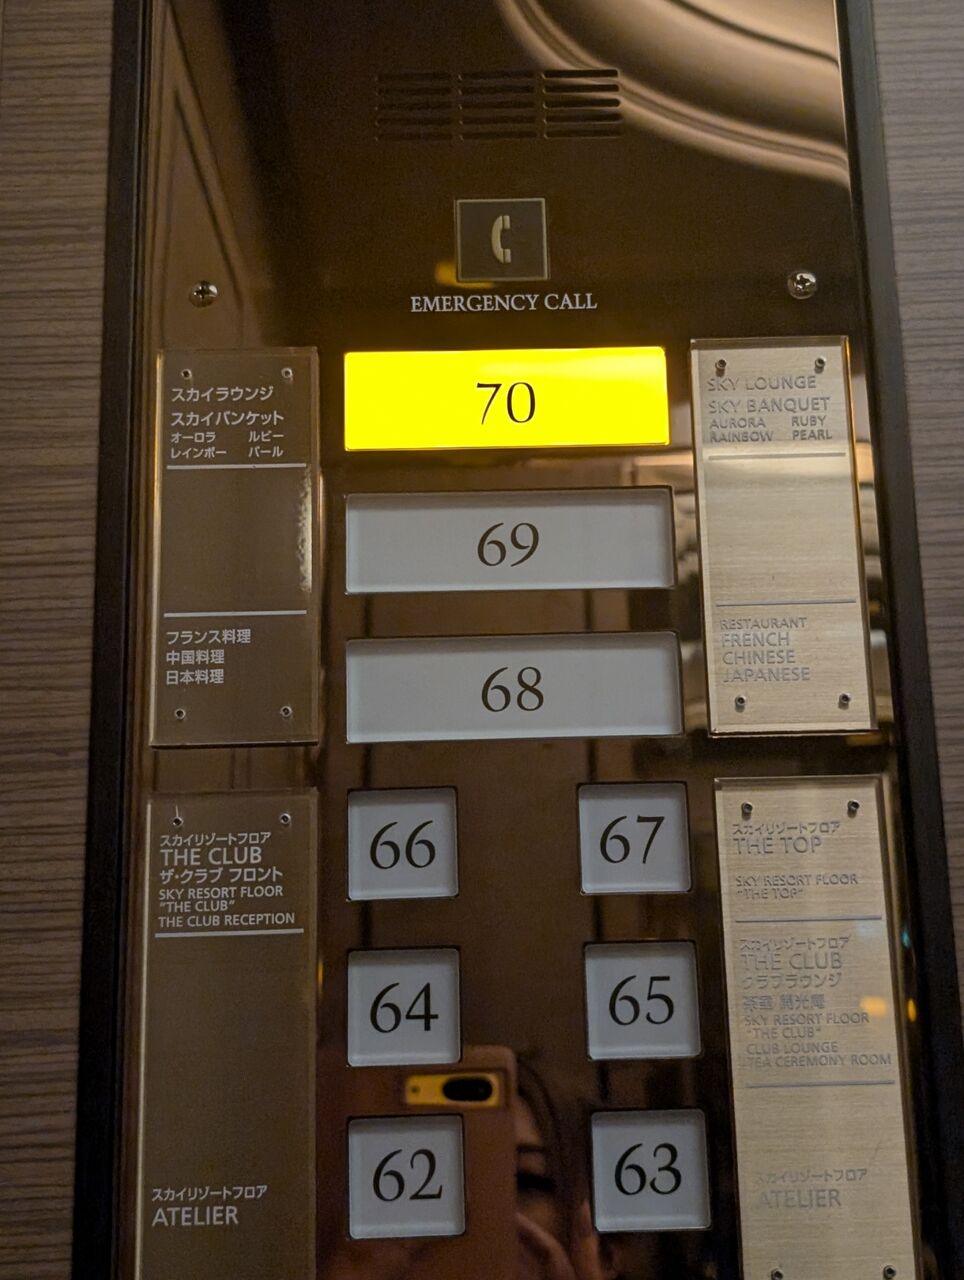 EMERGENCY CALL
スカイラウンジ
スカイバンケット
オーロラ ルビー
レインボー パール
70
SKY LOUNGE
SKY BANQUET
AURORA RUBY
RAINBOW PEARL
69
フランス料理
中国料理
日本料理
68
RESTAURANT
FRENCH
CHINESE
JAPANESE
スカイリゾートフロア
THE CLUB
ザ・クラブ フロント
SKY RESORT FLOOR
"THE CLUB"
THE CLUB RECEPTION
66
67
スカイリゾートフロア
THE TOP
SKY RESORT FLOOR
"THE TOP"
64
65
スカイリゾートフロア
THE CLUB
クラブラウンジ
茶室 開光庵
SKY RESORT FLOOR
"THE CLUB"
CLUB LOUNGE
TEA CEREMONY ROOM
スカイリゾートフロア
ATELIER
62
63
スカイリゾートフロア
ATELIER